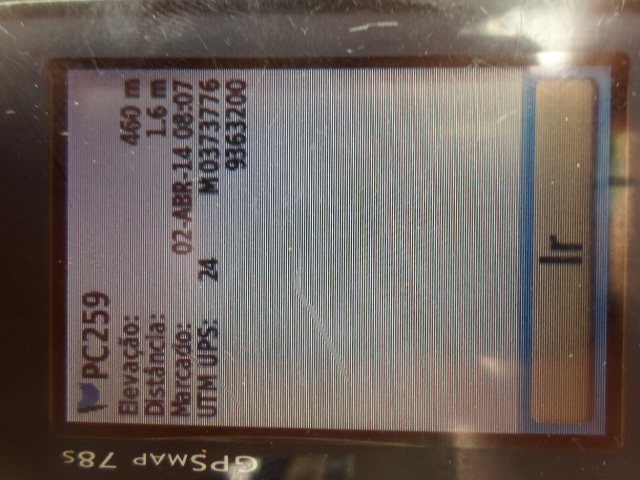 PC259
Elevação: 460 m
Distância: 1.6 m
Marcado: 02-ABR-14 08:07
UTM UPS: 24 M 0373776
9363200
Ir
GPSMAP 78S